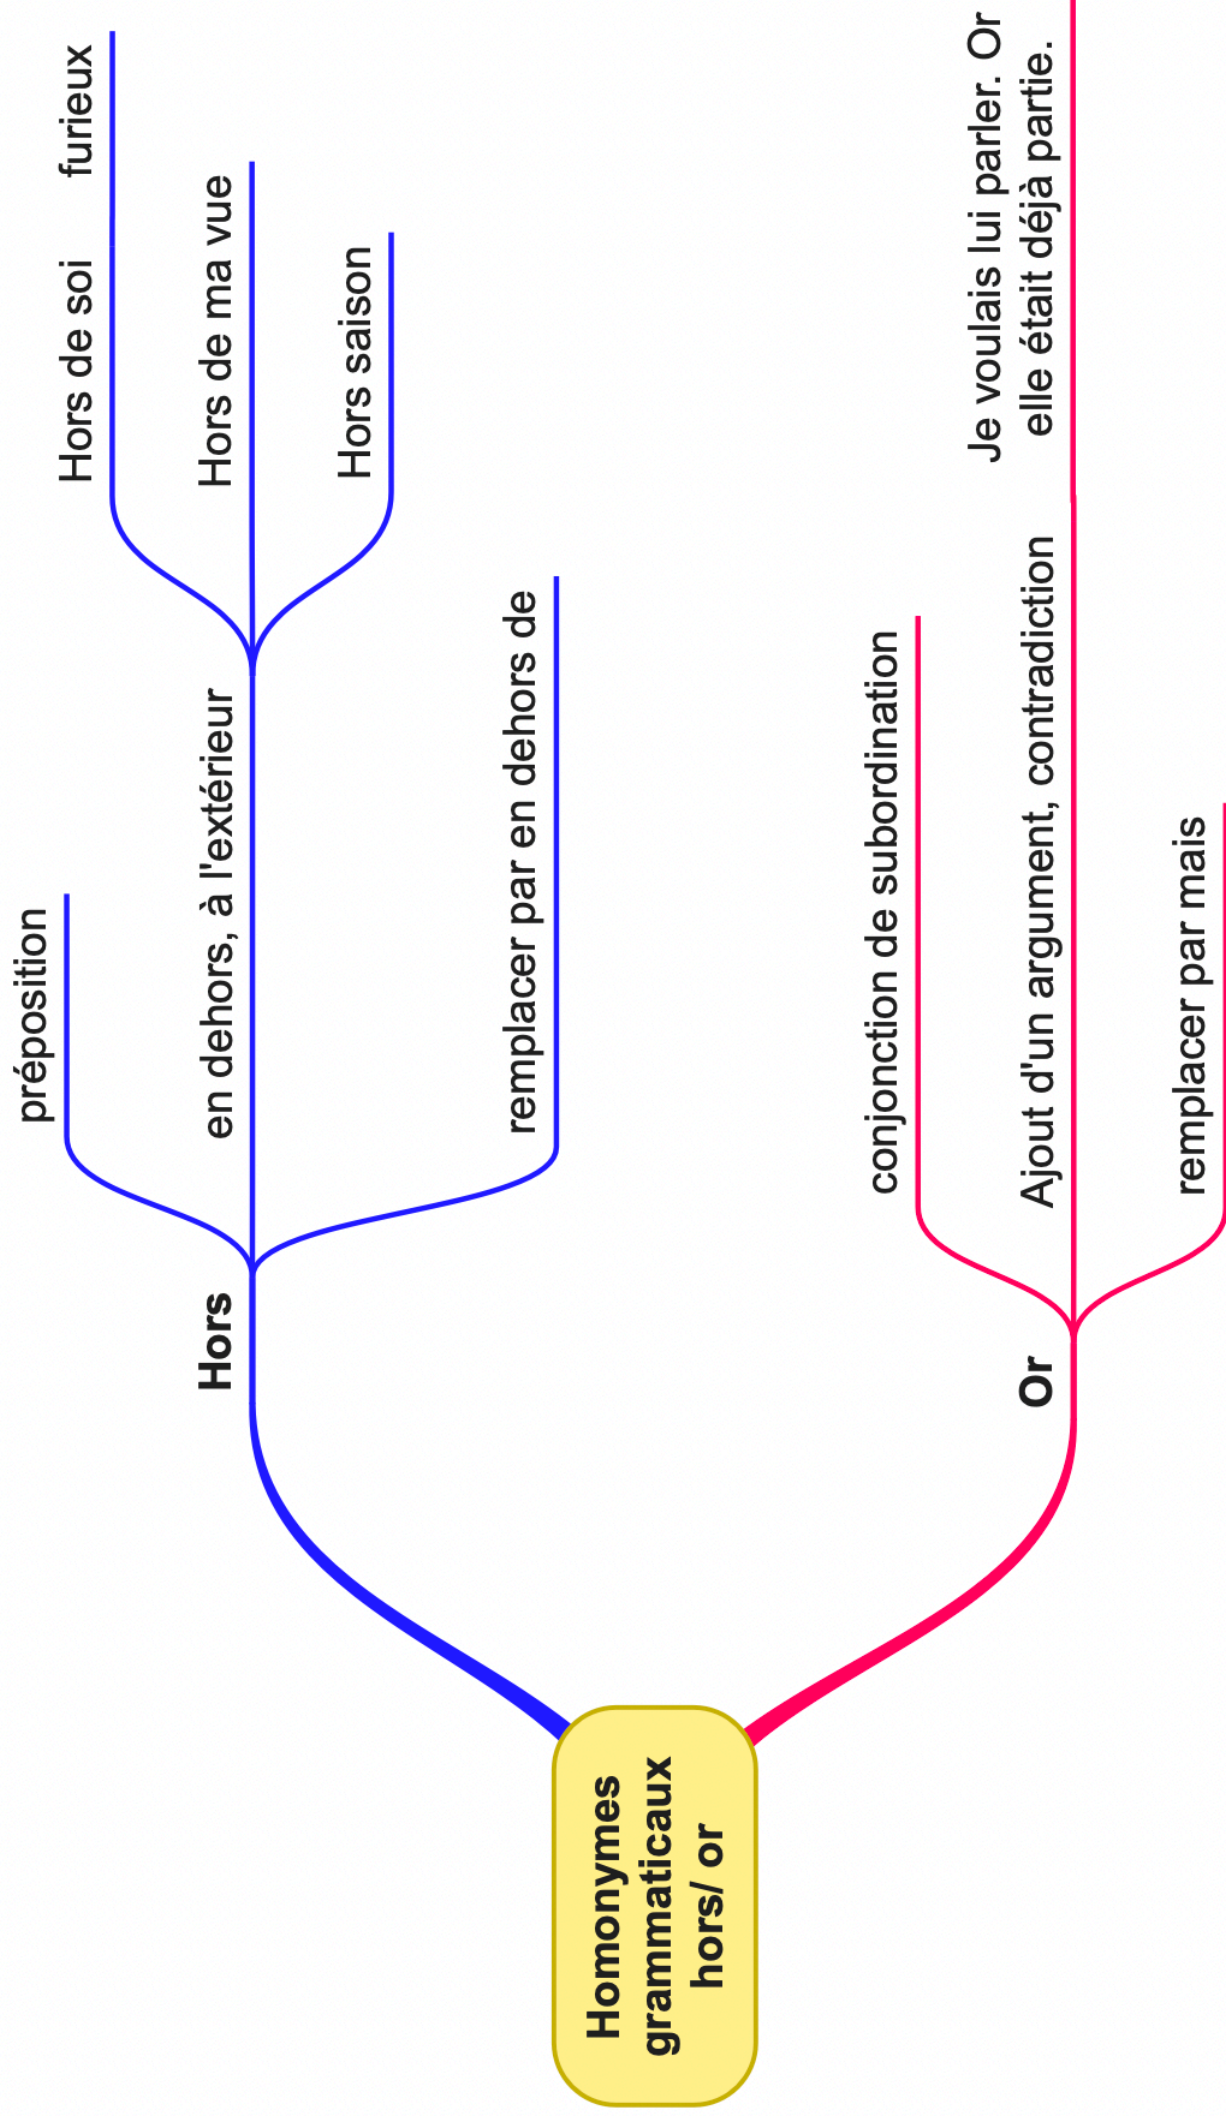 Homonymes
grammaticaux
hors/ or
Hors
préposition
en dehors, à l'extérieur
Hors de soi
furieux
Hors de ma vue
Hors saison
remplacer par en dehors de
Or
conjonction de subordination
Ajout d'un argument, contradiction
Je voulais lui parler. Or
elle était déjà partie.
remplacer par mais